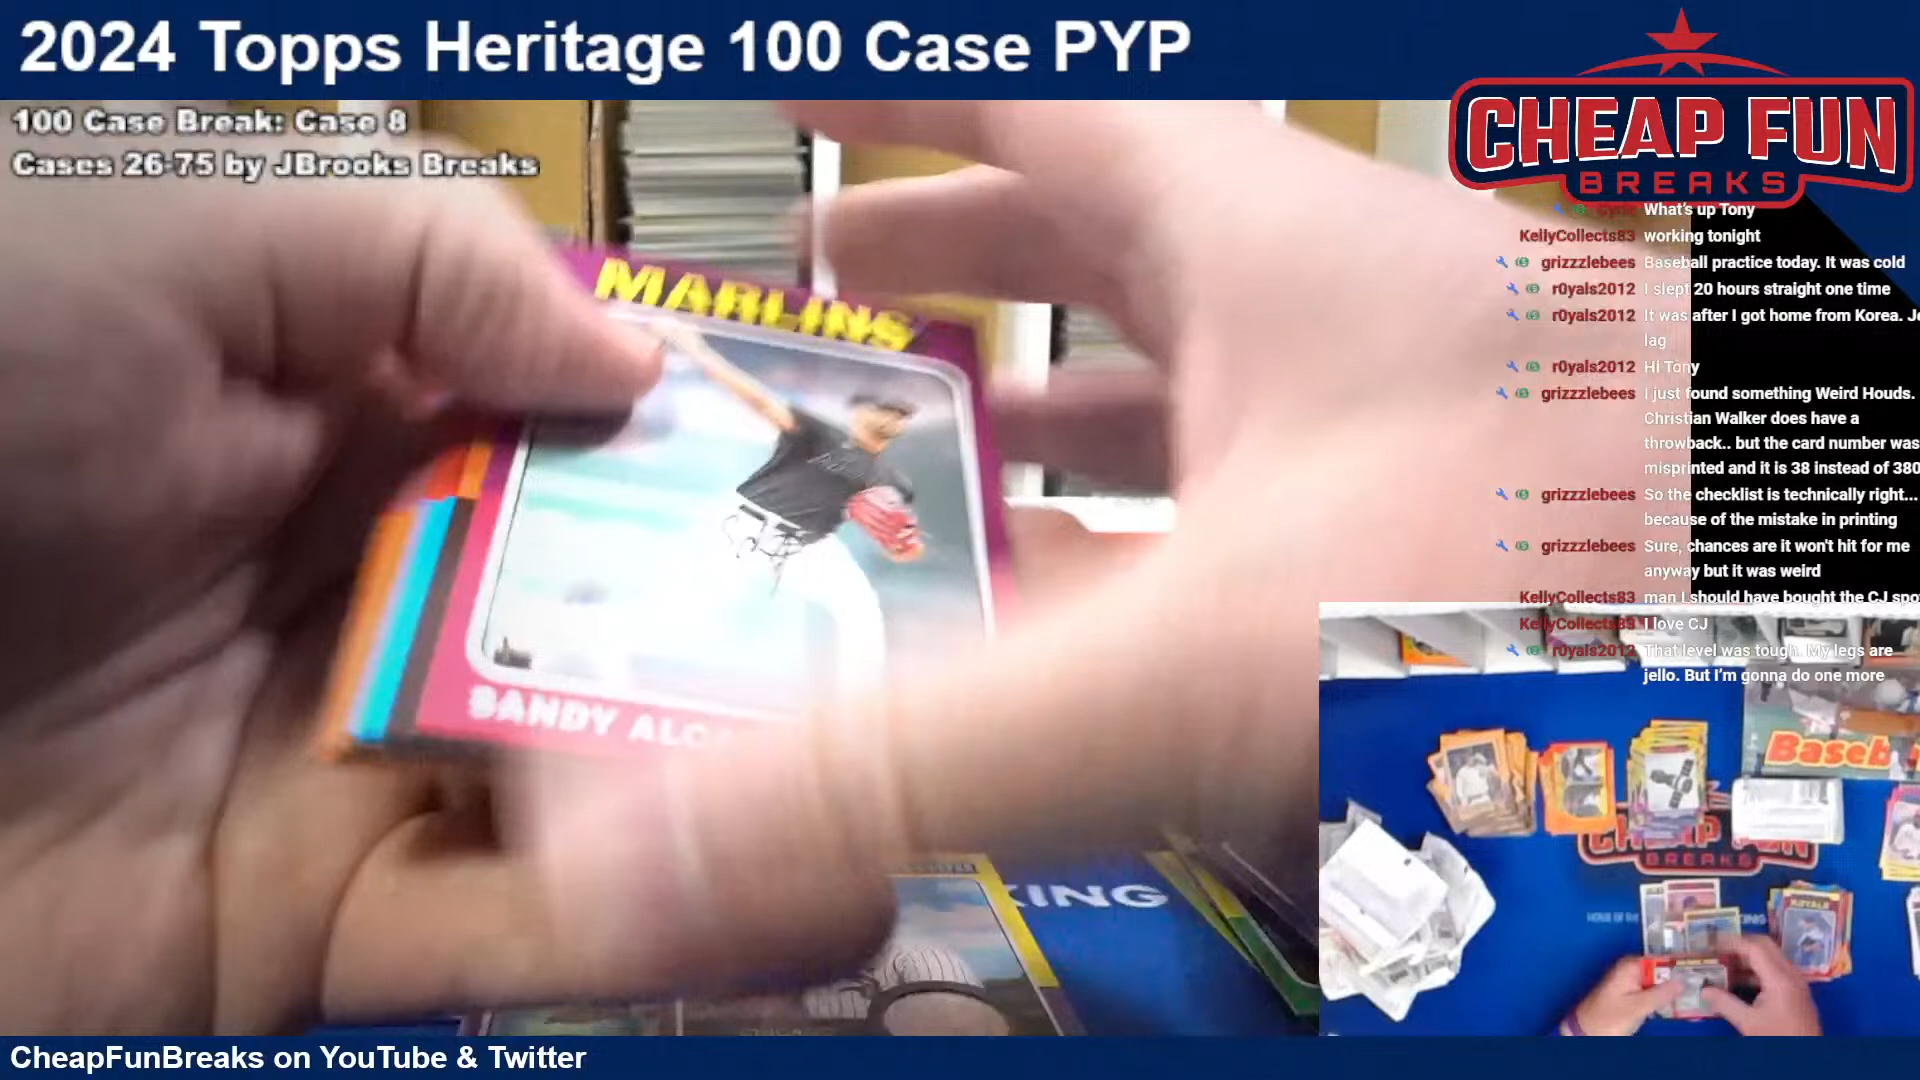 2024 Topps Heritage 100 Case PYP
100 Case Break: Case 8
Cases 26-75 by JBrooks Breaks
CHEAP FUN
BREAKS
What's up Tony
KellyCollects83 working tonight
grizzzlebees Baseball practice today. It was cold
r0yals2012 I slept 20 hours straight one time
r0yals2012 It was after I got home from Korea.
lag
r0yals2012 Hi Tony
grizzzlebees I just found something Weird Houds.
Christian Walker does have a
throwback.. but the card number was
misprinted and it is 38 instead of 380
grizzzlebees So the checklist is technically right...
because of the mistake in printing
grizzzlebees Sure, chances are it won't hit for me
anyway but it was weird
KellyCollects83 man I should have bought the CJ spo
KellyCollects83 I love CJ
r0yals2012 That level was tough. My legs are
jello. But I'm gonna do one more
MARLINS
SANDY ALC
KING
Baseb
CHEAP FUN
BREAKS
ROYALS
CheapFunBreaks on YouTube & Twitter